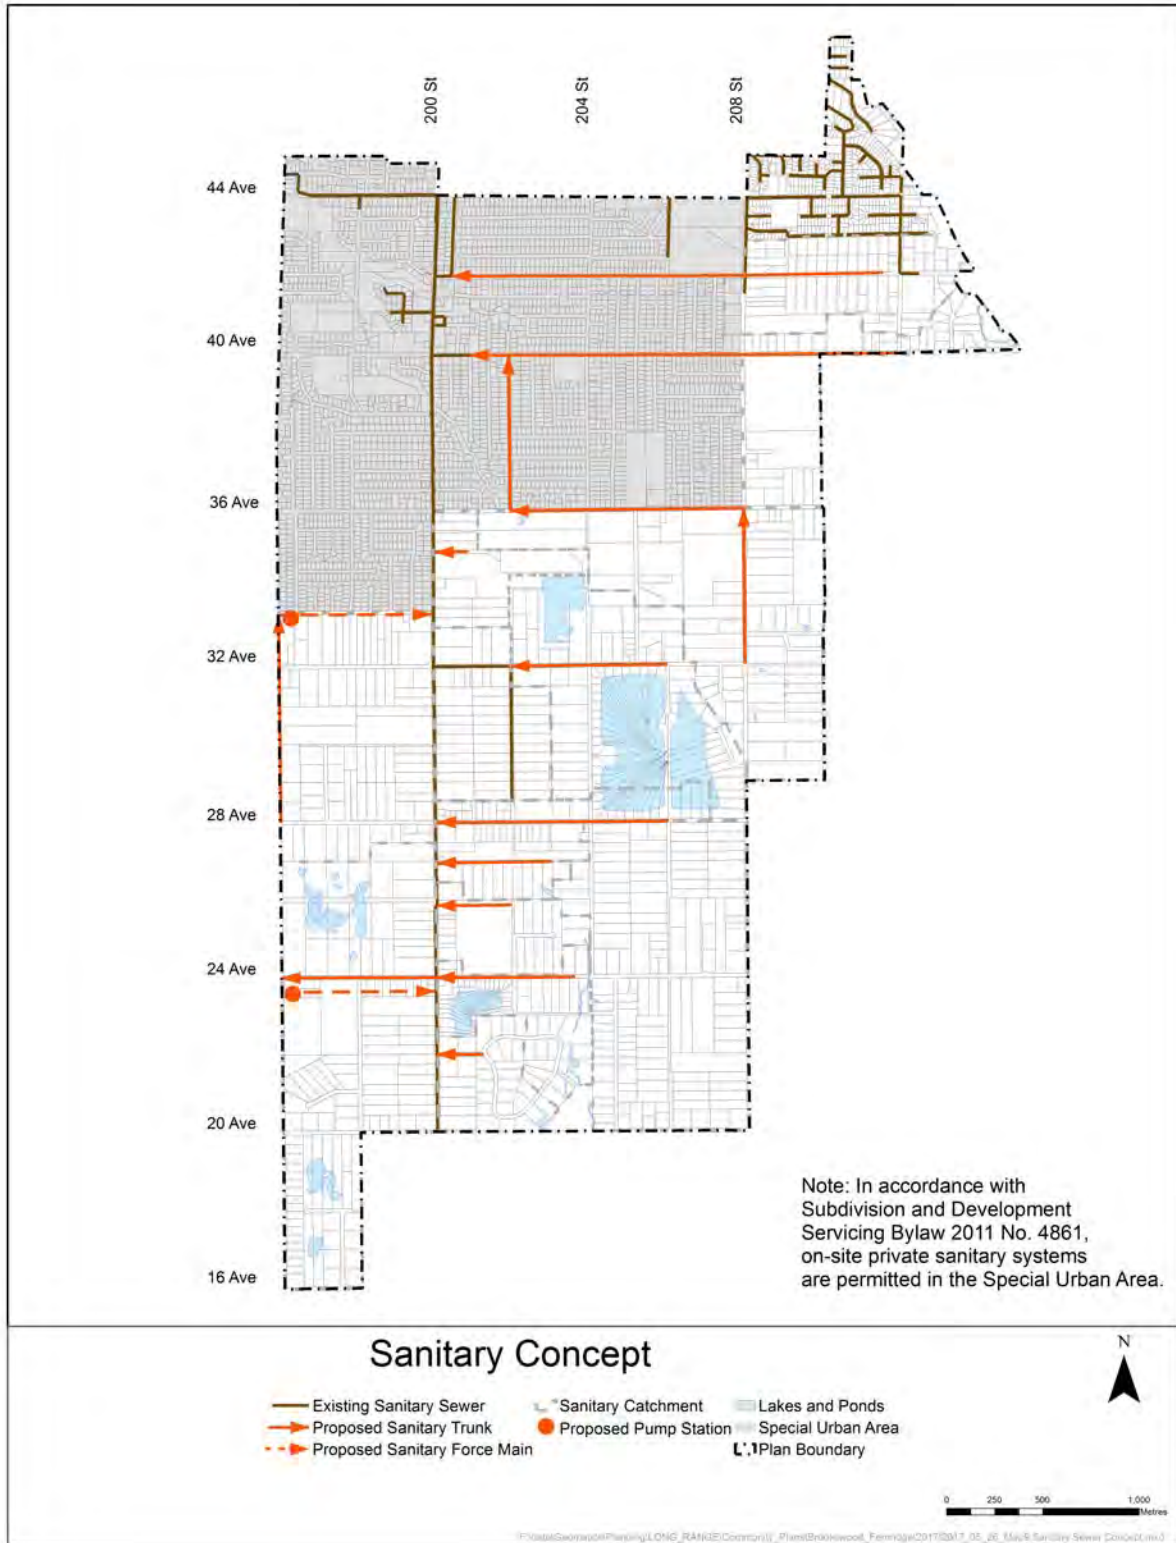 200 St
204 St
208 St
44 Ave
40 Ave
36 Ave
32 Ave
28 Ave
24 Ave
20 Ave
16 Ave
Note: In accordance with
Subdivision and Development
Servicing Bylaw 2011 No. 4861,
on-site private sanitary systems
are permitted in the Special Urban Area.
Sanitary Concept
N
Existing Sanitary Sewer
Proposed Sanitary Trunk
Proposed Sanitary Force Main
Sanitary Catchment
Proposed Pump Station
Lakes and Ponds
Special Urban Area
Plan Boundary
0 250 500 1,000
Metres